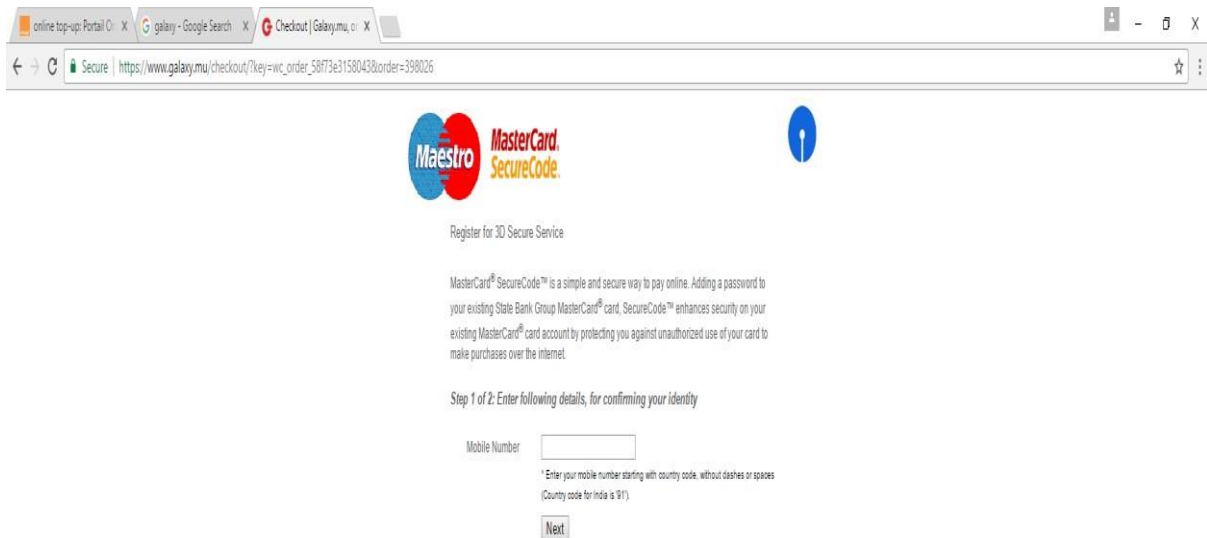 online top-up: Portail O
galaxy - Google Search
Checkout | Galaxy.mu, o
Secure | https://www.galaxy.mu/checkout/?key=wc_order_58f73e3158043&order=398026
Maestro
MasterCard.
SecureCode.
Register for 3D Secure Service
MasterCard® SecureCode™ is a simple and secure way to pay online. Adding a password to
your existing State Bank Group MasterCard® card, SecureCode™ enhances security on your
existing MasterCard® card account by protecting you against unauthorized use of your card to
make purchases over the internet.
Step 1 of 2: Enter following details, for confirming your identity
Mobile Number
* Enter your mobile number starting with country code, without dashes or spaces
(Country code for India is '91').
Next